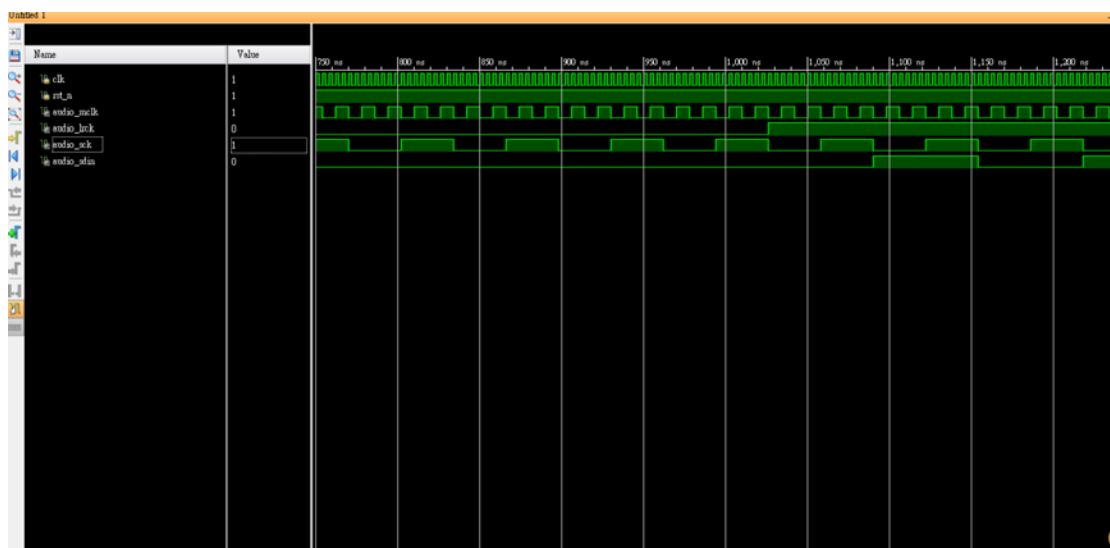 Untitled 1
Name Value
750 ns 800 ns 850 ns 900 ns 950 ns 1,000 ns 1,050 ns 1,100 ns 1,150 ns 1,200 ns
clk 1
rst_n 1
audio_mclk 1
audio_lrck 0
audio_sck 1
audio_sdin 0